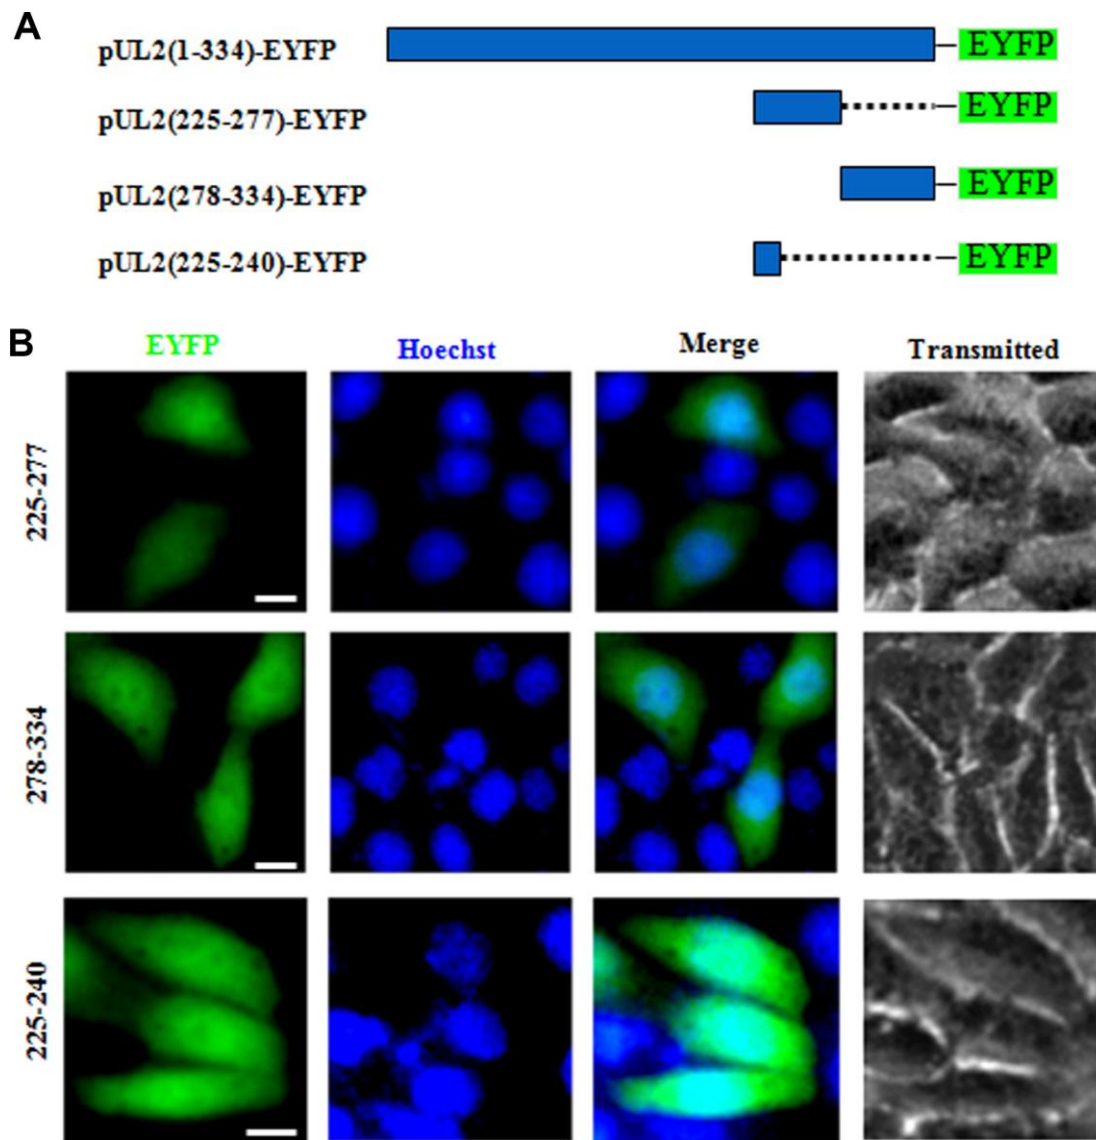 A
pUL2(1-334)-EYFP EYFP
pUL2(225-277)-EYFP EYFP
pUL2(278-334)-EYFP EYFP
pUL2(225-240)-EYFP EYFP
B
EYFP Hoechst Merge Transmitted
225-277
278-334
225-240